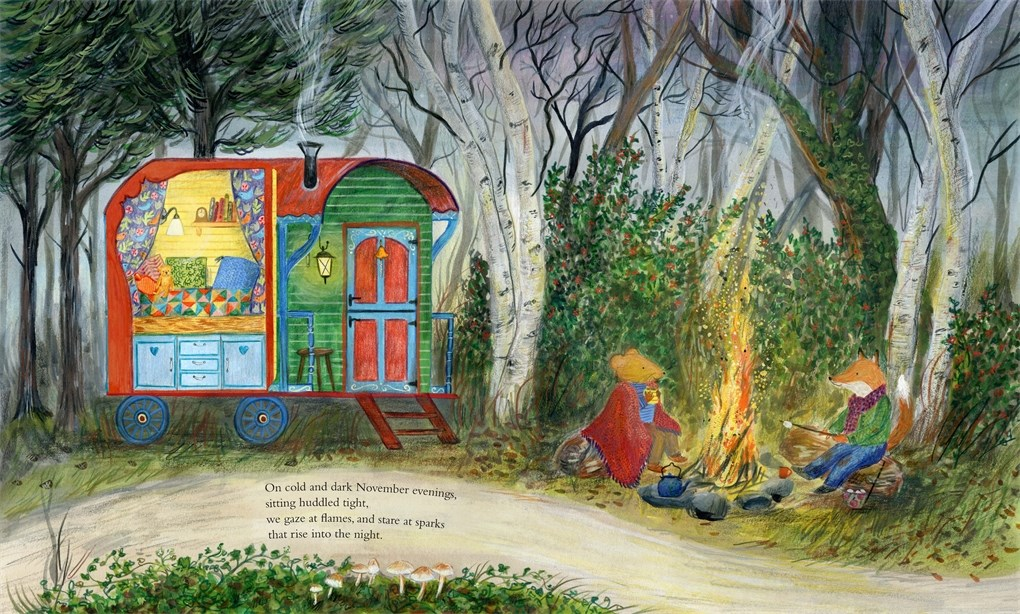 On cold and dark November evenings,
sitting huddled tight,
we gaze at flames, and stare at sparks
that rise into the night.